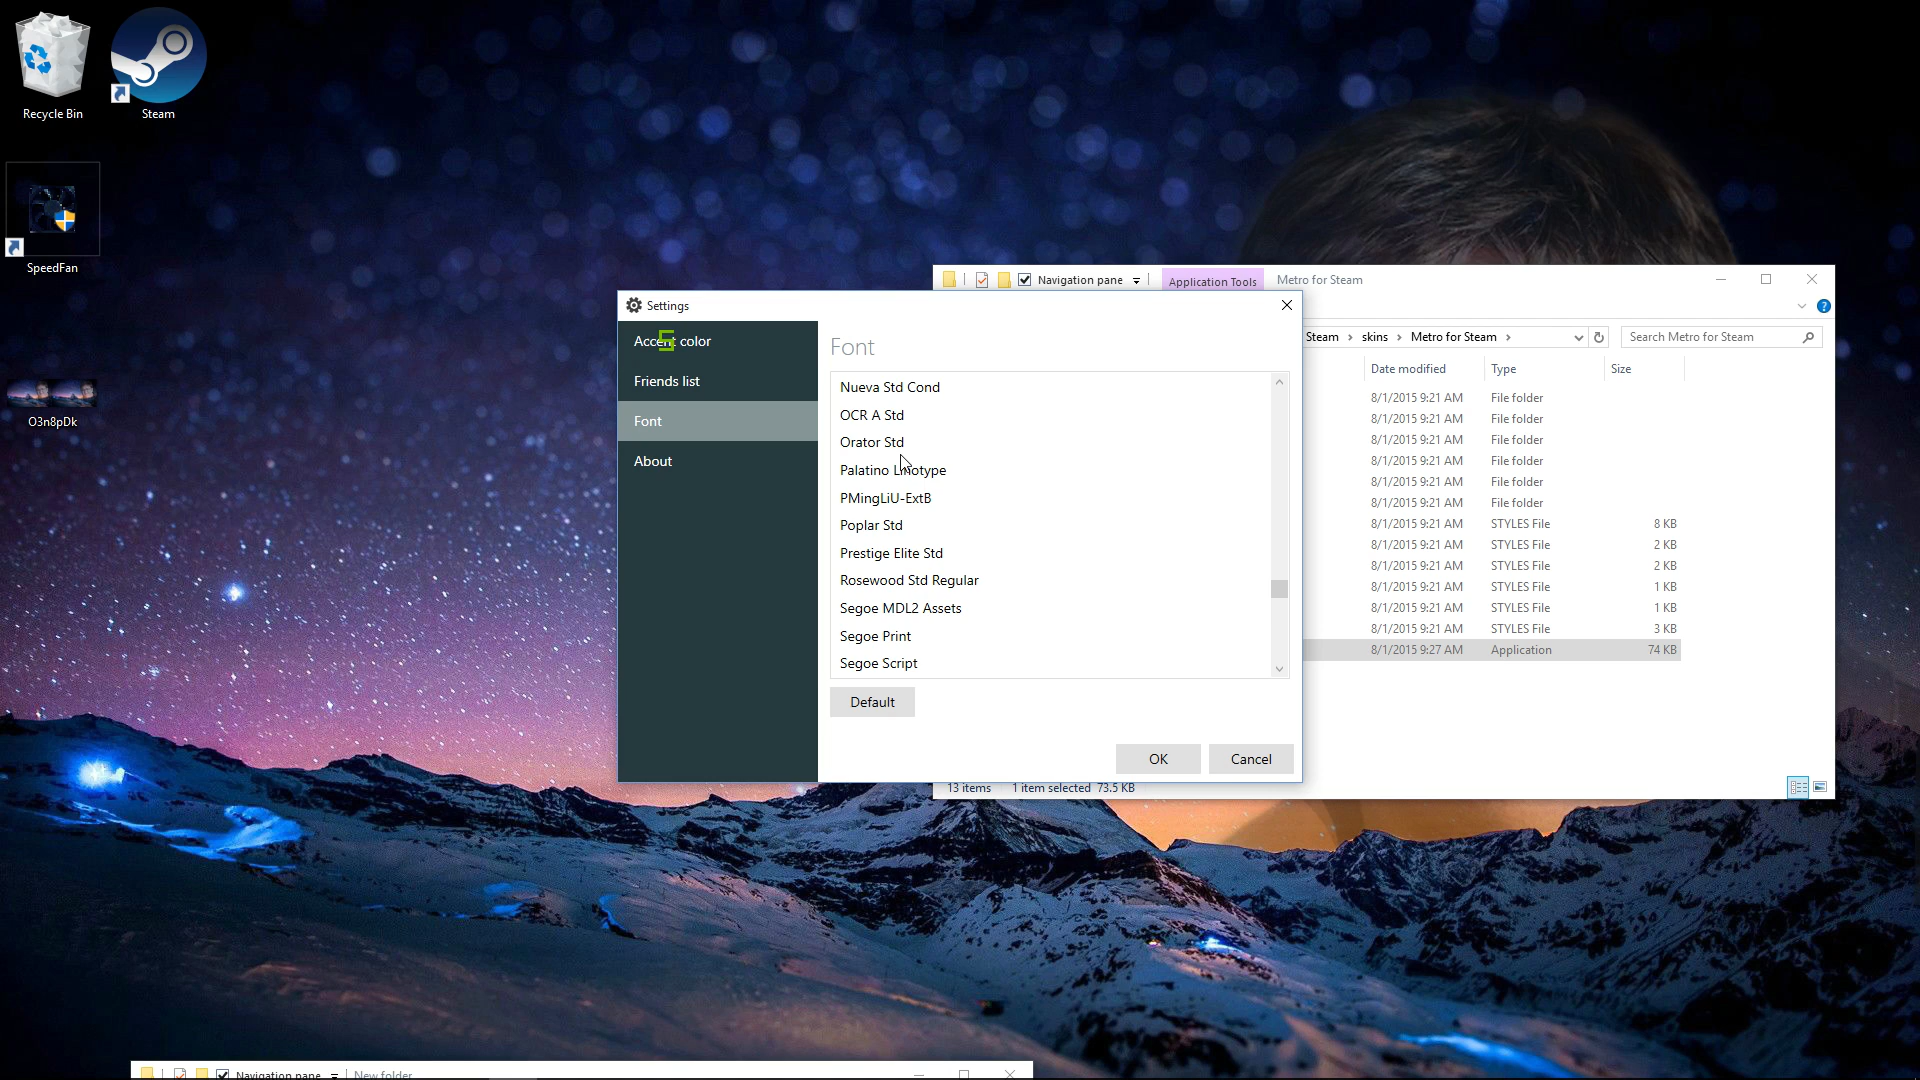 Recycle Bin
Steam
SpeedFan
O3n8pDk
Navigation pane
Application Tools
Metro for Steam
Steam > skins > Metro for Steam >
Search Metro for Steam
Date modified Type Size
8/1/2015 9:21 AM File folder
8/1/2015 9:21 AM File folder
8/1/2015 9:21 AM File folder
8/1/2015 9:21 AM File folder
8/1/2015 9:21 AM File folder
8/1/2015 9:21 AM File folder
8/1/2015 9:21 AM STYLES File 8 KB
8/1/2015 9:21 AM STYLES File 2 KB
8/1/2015 9:21 AM STYLES File 2 KB
8/1/2015 9:21 AM STYLES File 1 KB
8/1/2015 9:21 AM STYLES File 1 KB
8/1/2015 9:21 AM STYLES File 3 KB
8/1/2015 9:27 AM Application 74 KB
13 items 1 item selected 73.5 KB
Settings
Accent color
Friends list
Font
About
Font
Nueva Std Cond
OCR A Std
Orator Std
Palatino Linotype
PMingLiU-ExtB
Poplar Std
Prestige Elite Std
Rosewood Std Regular
Segoe MDL2 Assets
Segoe Print
Segoe Script
Default
OK
Cancel
Navigation pane
New folder